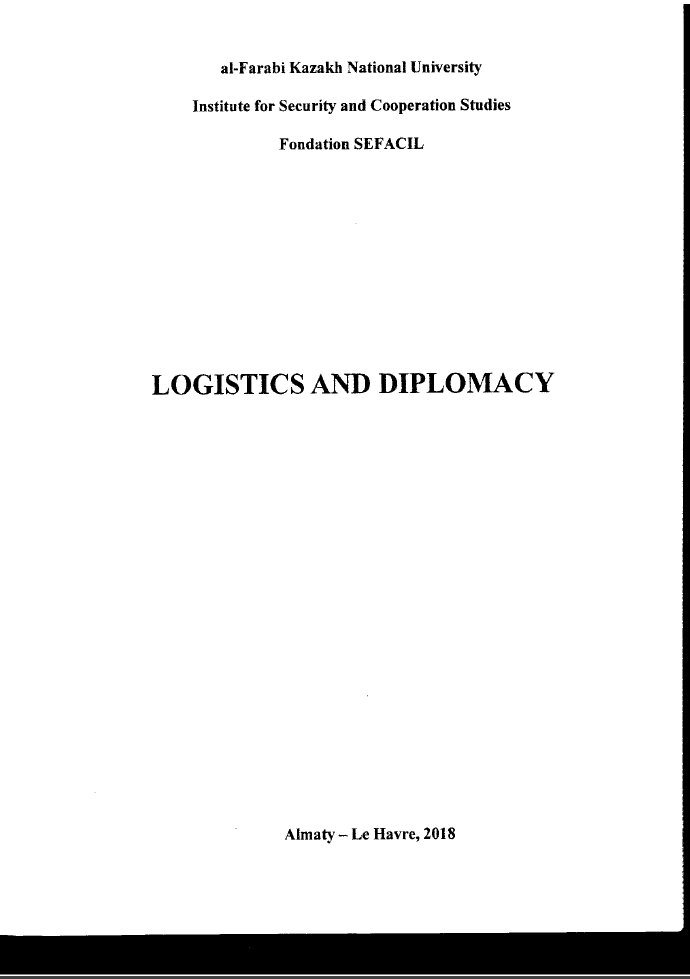 al-Farabi Kazakh National University
Institute for Security and Cooperation Studies
Fondation SEFACIL
LOGISTICS AND DIPLOMACY
Almaty – Le Havre, 2018